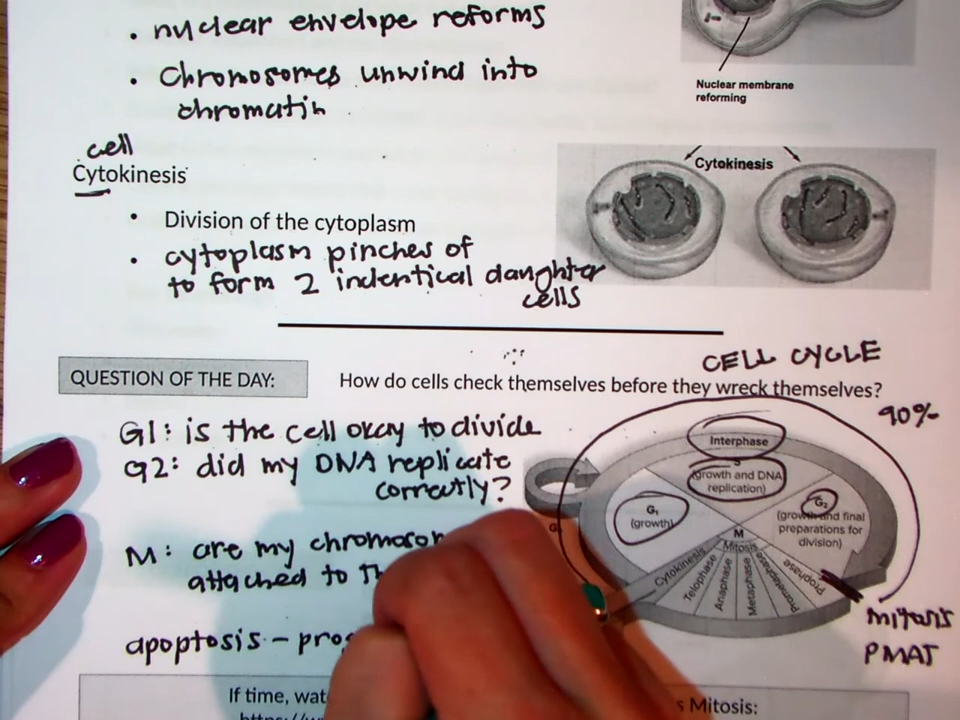 • nuclear envelope reforms
• Chromosomes unwind into
chromatin
Nuclear membrane
reforming
cell
Cytokinesis
Cytokinesis
• Division of the cytoplasm
• cytoplasm pinches of
to form 2 indentical daughter
cells
CELL CYCLE
QUESTION OF THE DAY:
How do cells check themselves before they wreck themselves?
90%
G1: is the cell okay to divide
G2: did my DNA replicate
correctly?
Interphase
S
(growth and DNA
replication)
G1
(growth)
G2
(growth and final
preparations for
division)
M
Mitosis
Cytokinesis
Telophase
Anaphase
Metaphase
Prometaphase
Prophase
M: are my
attached to
mitosis
PMAT
apoptosis –
If time,
Mitosis: